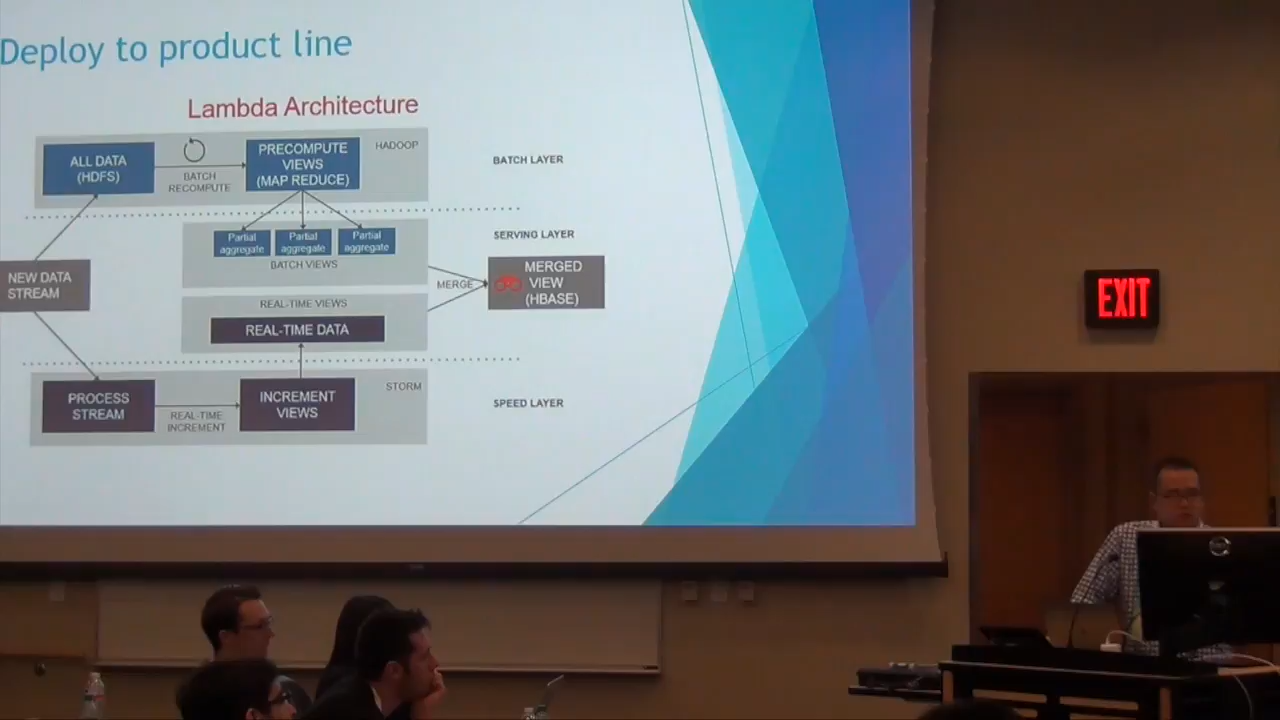 Deploy to product line
Lambda Architecture
ALL DATA
(HDFS)
BATCH
RECOMPUTE
PRECOMPUTE
VIEWS
(MAP REDUCE)
HADOOP
BATCH LAYER
Partial
aggregate
Partial
aggregate
Partial
aggregate
BATCH VIEWS
SERVING LAYER
NEW DATA
STREAM
MERGE
MERGED
VIEW
(HBASE)
REAL-TIME VIEWS
REAL-TIME DATA
PROCESS
STREAM
REAL-TIME
INCREMENT
INCREMENT
VIEWS
STORM
SPEED LAYER
EXIT